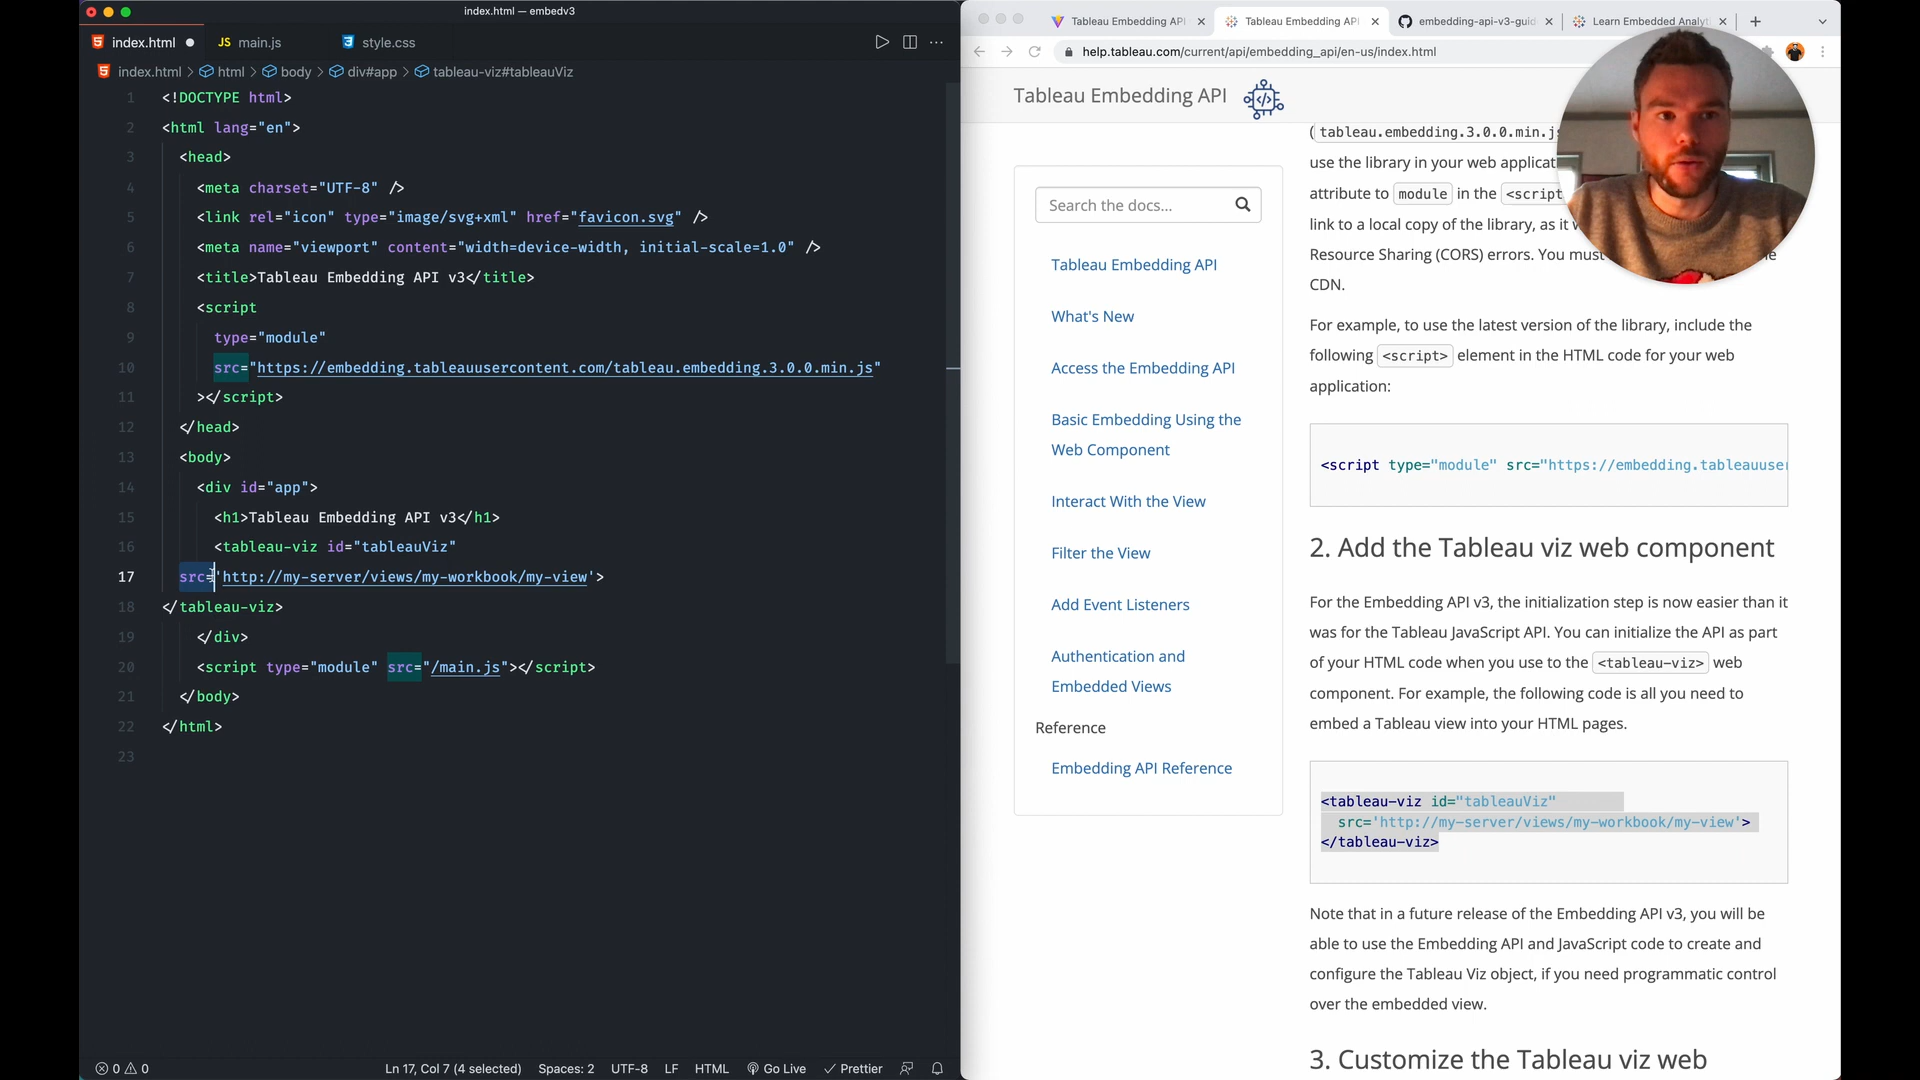 index.html — embedv3
index.html
JS main.js
style.css
index.html > html > body > div#app > tableau-viz#tableauViz
1 <!DOCTYPE html>
2 <html lang="en">
3 <head>
4 <meta charset="UTF-8" />
5 <link rel="icon" type="image/svg+xml" href="favicon.svg" />
6 <meta name="viewport" content="width=device-width, initial-scale=1.0" />
7 <title>Tableau Embedding API v3</title>
8 <script
9 type="module"
10 src="https://embedding.tableauusercontent.com/tableau.embedding.3.0.0.min.js"
11 ></script>
12 </head>
13 <body>
14 <div id="app">
15 <h1>Tableau Embedding API v3</h1>
16 <tableau-viz id="tableauViz"
17 src='http://my-server/views/my-workbook/my-view'>
18 </tableau-viz>
19 </div>
20 <script type="module" src="/main.js"></script>
21 </body>
22 </html>
23
0 0
Ln 17, Col 7 (4 selected) Spaces: 2 UTF-8 LF HTML Go Live Prettier
Tableau Embedding API
Tableau Embedding API
embedding-api-v3-guid
Learn Embedded Analyt
help.tableau.com/current/api/embedding_api/en-us/index.html
Tableau Embedding API
Search the docs...
Tableau Embedding API
What's New
Access the Embedding API
Basic Embedding Using the
Web Component
Interact With the View
Filter the View
Add Event Listeners
Authentication and
Embedded Views
Reference
Embedding API Reference
(tableau.embedding.3.0.0.min.js
use the library in your web applicat
attribute to module in the <script
link to a local copy of the library, as it w
Resource Sharing (CORS) errors. You must
CDN.
For example, to use the latest version of the library, include the
following <script> element in the HTML code for your web
application:
<script type="module" src="https://embedding.tableauuser
2. Add the Tableau viz web component
For the Embedding API v3, the initialization step is now easier than it
was for the Tableau JavaScript API. You can initialize the API as part
of your HTML code when you use to the <tableau-viz> web
component. For example, the following code is all you need to
embed a Tableau view into your HTML pages.
<tableau-viz id="tableauViz"
src='http://my-server/views/my-workbook/my-view'>
</tableau-viz>
Note that in a future release of the Embedding API v3, you will be
able to use the Embedding API and JavaScript code to create and
configure the Tableau Viz object, if you need programmatic control
over the embedded view.
3. Customize the Tableau viz web